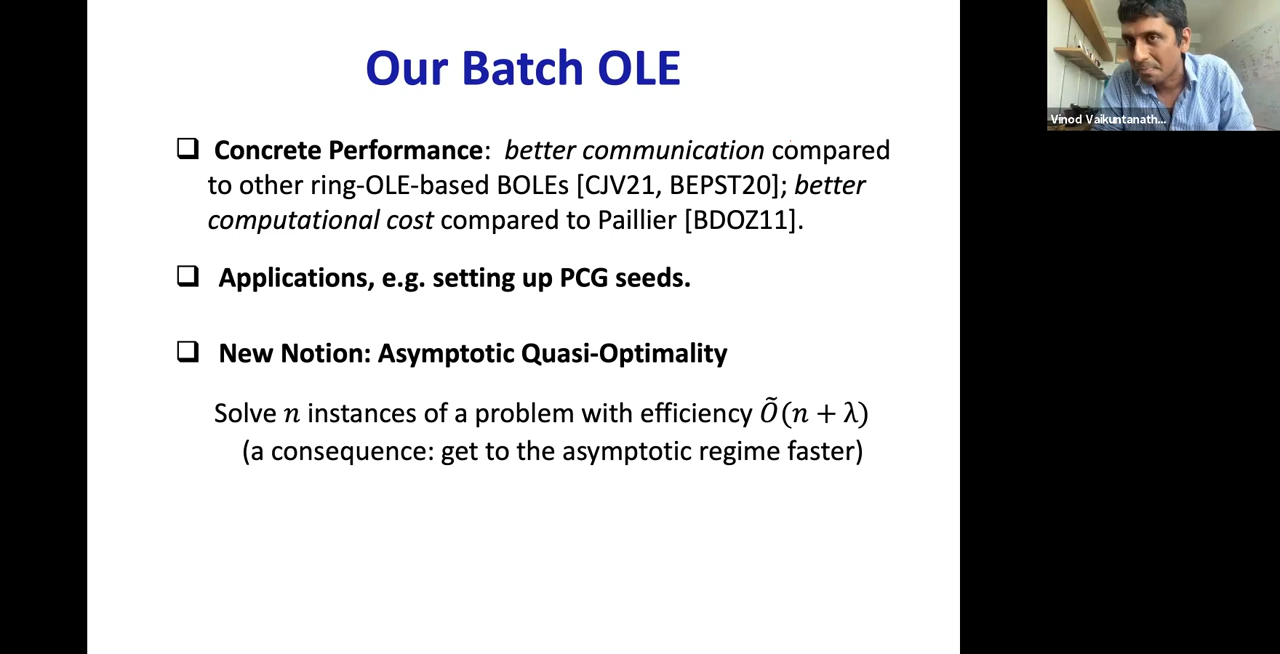 Our Batch OLE
❑ Concrete Performance: better communication compared
to other ring-OLE-based BOLEs [CJV21, BEPST20]; better
computational cost compared to Paillier [BDOZ11].
❑ Applications, e.g. setting up PCG seeds.
❑ New Notion: Asymptotic Quasi-Optimality
Solve n instances of a problem with efficiency Õ(n + λ)
(a consequence: get to the asymptotic regime faster)
Vinod Vaikuntanath...